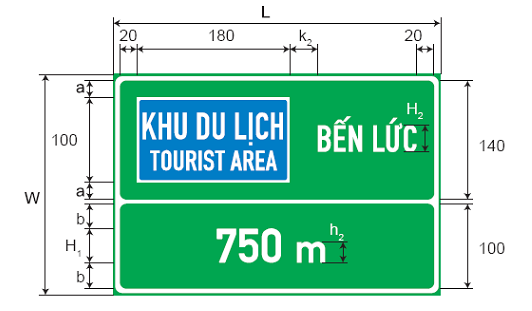 L
20 180 k2 20
a
100
a
W
b
H1
b
KHU DU LỊCH
TOURIST AREA
BẾN LỨC
H2
140
750 m
h2
100